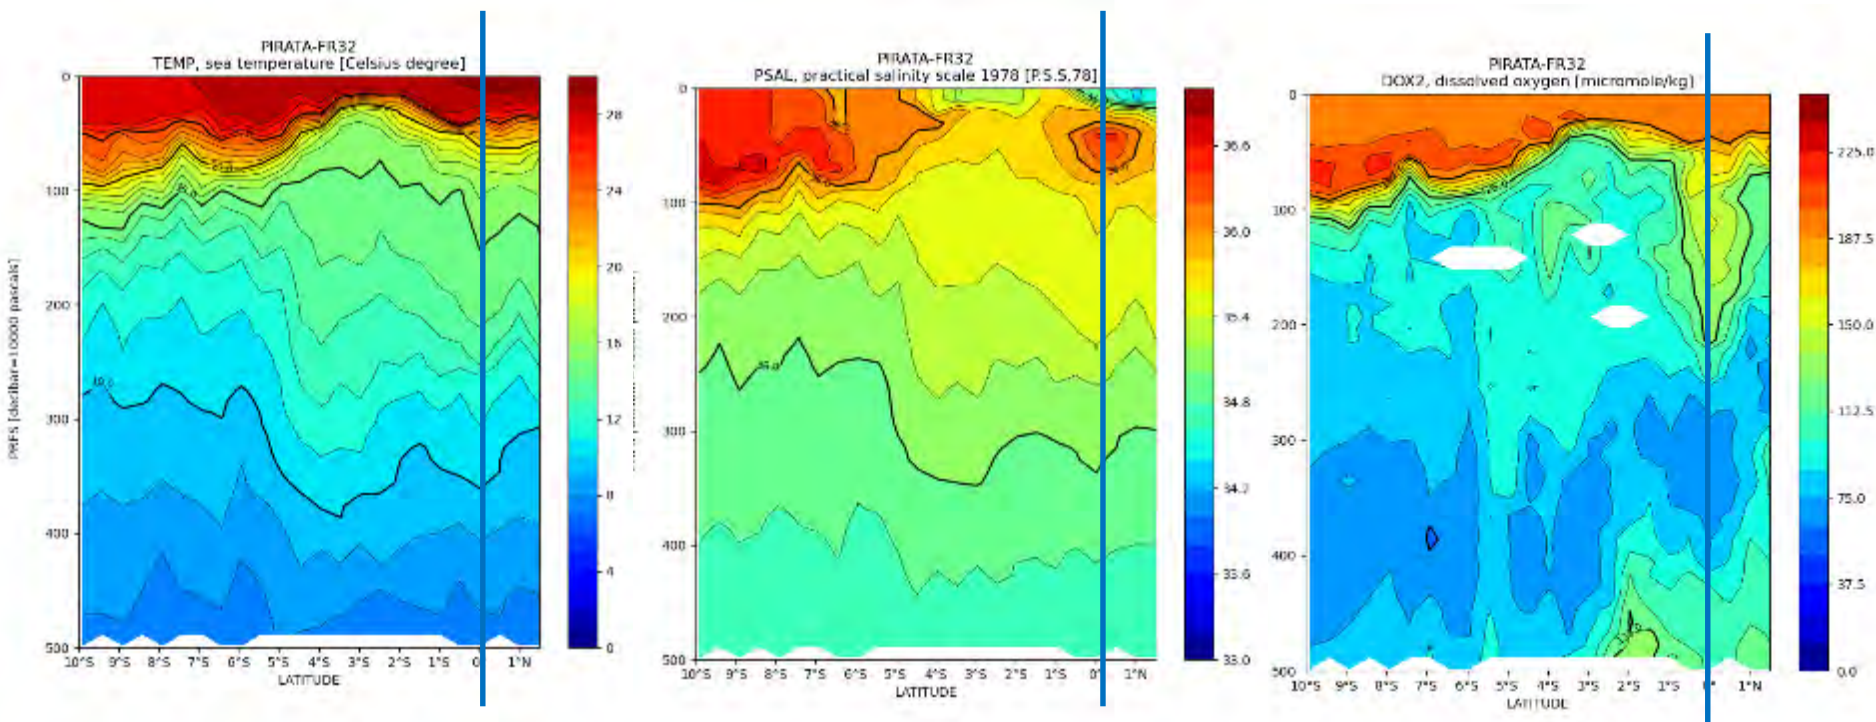 PIRATA-FR32
TEMP, sea temperature [Celsius degree]
0
100
200
300
400
500
PRES [decibar=10000 pascals]
10.0
10°S
9°S
8°S
7°S
6°S
5°S
4°S
3°S
2°S
1°S
0°
1°N
LATITUDE
28
24
20
16
12
8
4
0
PIRATA-FR32
PSAL, practical salinity scale 1978 [P.S.S.78]
0
100
200
300
400
500
35.0
10°S
9°S
8°S
7°S
6°S
5°S
4°S
3°S
2°S
1°S
0°
1°N
LATITUDE
36.6
36.0
35.4
34.8
34.2
33.6
33.0
PIRATA-FR32
DOX2, dissolved oxygen [micromole/kg]
0
100
200
300
400
500
10°S
9°S
8°S
7°S
6°S
5°S
4°S
3°S
2°S
1°S
0°
1°N
LATITUDE
225.0
187.5
150.0
112.5
75.0
37.5
0.0